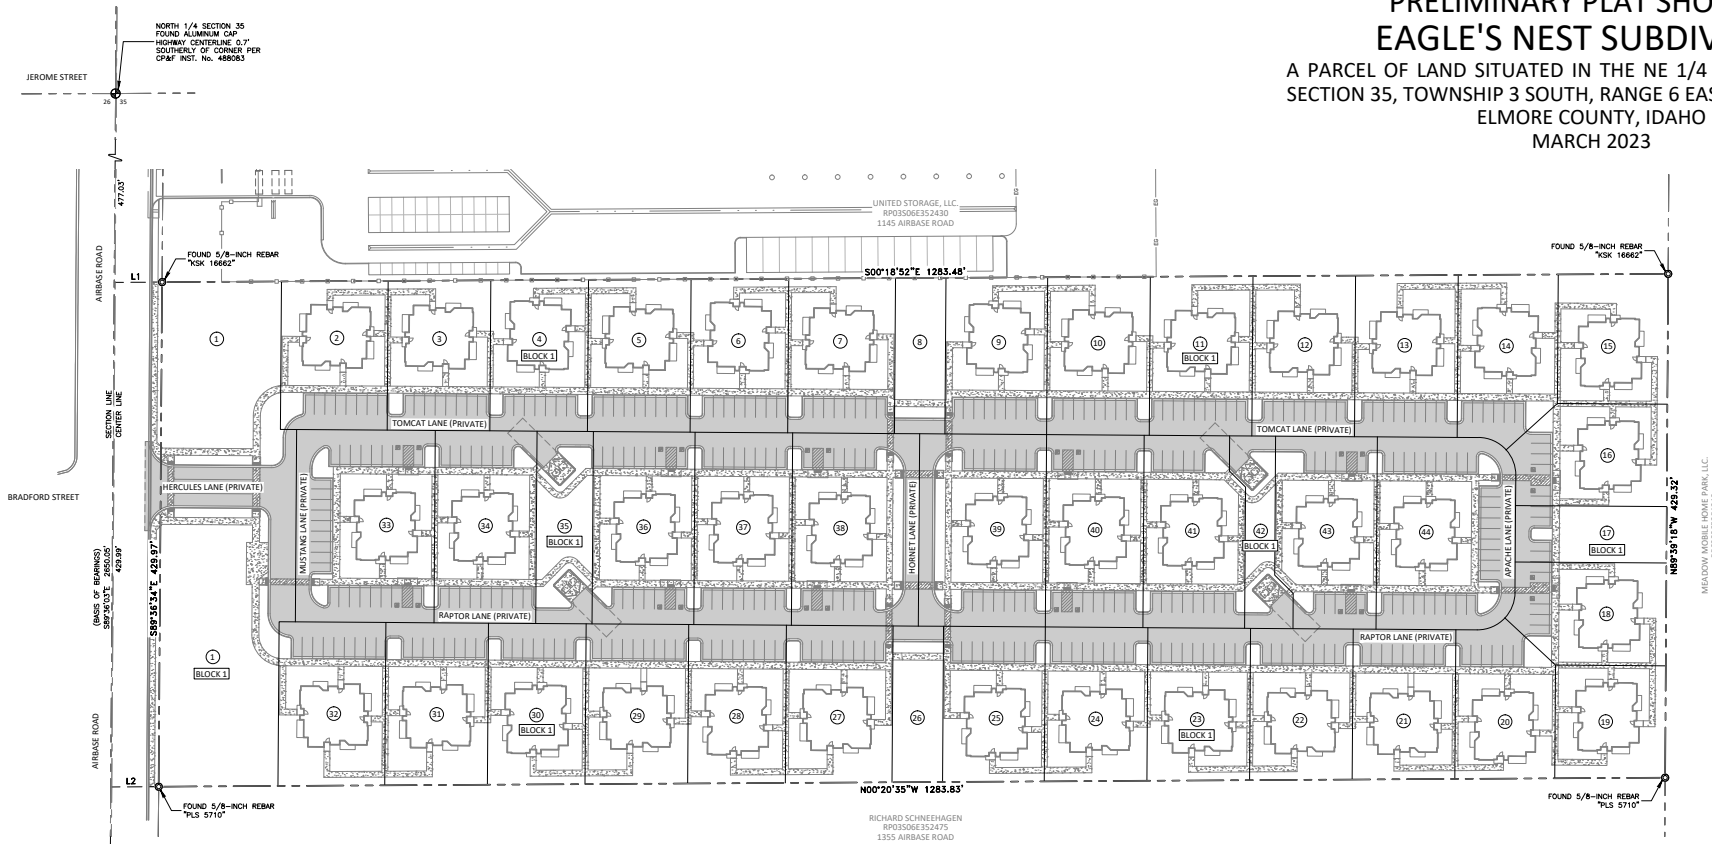 PRELIMINARY PLAT SHO
EAGLE'S NEST SUBDIV
A PARCEL OF LAND SITUATED IN THE NE 1/4
SECTION 35, TOWNSHIP 3 SOUTH, RANGE 6 EAS
ELMORE COUNTY, IDAHO
MARCH 2023
NORTH 1/4 SECTION 35
FOUND ALUMINUM CAP
HIGHWAY CENTERLINE 0.7'
SOUTHERLY OF CORNER PER
CP&F INST. No. 488083
JEROME STREET
26 35
477.03'
AIRBASE ROAD
L1
FOUND 5/8-INCH REBAR
"KSK 16662"
UNITED STORAGE, LLC.
RP03S06E352430
1145 AIRBASE ROAD
S00°18'52"E 1283.48'
FOUND 5/8-INCH REBAR
"KSK 16662"
1
2
3
4
BLOCK 1
5
6
7
8
9
10
11
BLOCK 1
12
13
14
15
TOMCAT LANE (PRIVATE)
TOMCAT LANE (PRIVATE)
16
SECTION LINE
CENTER LINE
HERCULES LANE (PRIVATE)
BRADFORD STREET
MUSTANG LANE (PRIVATE)
33
34
35
BLOCK 1
36
37
38
HORNET LANE (PRIVATE)
39
40
41
42
BLOCK 1
43
44
APACHE LANE (PRIVATE)
17
BLOCK 1
N89°39'18"W 429.32'
MEADOW MOBILE HOME PARK, LLC.
(BASIS OF BEARINGS)
S89°36'03"E 2650.05'
429.99'
S89°36'34"E 429.97'
RAPTOR LANE (PRIVATE)
RAPTOR LANE (PRIVATE)
18
1
BLOCK 1
32
31
30
BLOCK 1
29
28
27
26
25
24
23
BLOCK 1
22
21
20
19
AIRBASE ROAD
L2
FOUND 5/8-INCH REBAR
"PLS 5710"
N00°20'35"W 1283.83'
FOUND 5/8-INCH REBAR
"PLS 5710"
RICHARD SCHNEEHAGEN
RP03S06E352475
1355 AIRBASE ROAD